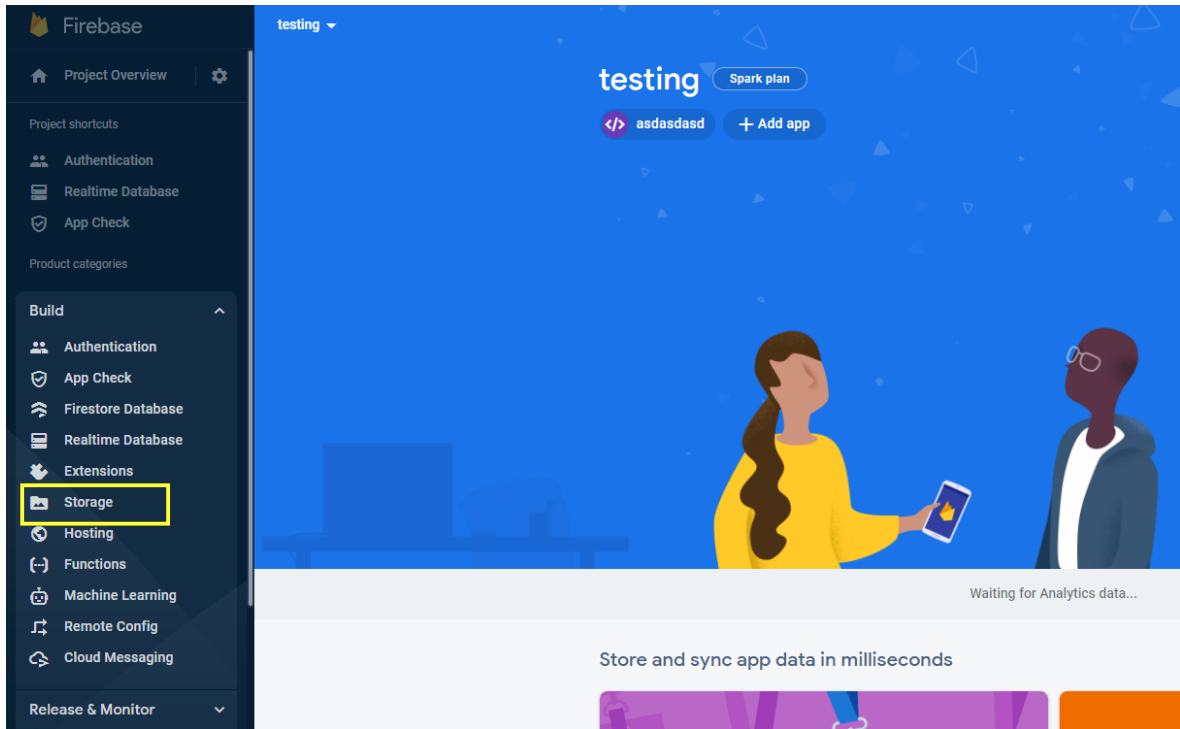 Firebase
Project Overview
Project shortcuts
Authentication
Realtime Database
App Check
Product categories
Build
Authentication
App Check
Firestore Database
Realtime Database
Extensions
Storage
Hosting
Functions
Machine Learning
Remote Config
Cloud Messaging
Release & Monitor
testing
testing Spark plan
</> asdasdasd + Add app
Waiting for Analytics data...
Store and sync app data in milliseconds